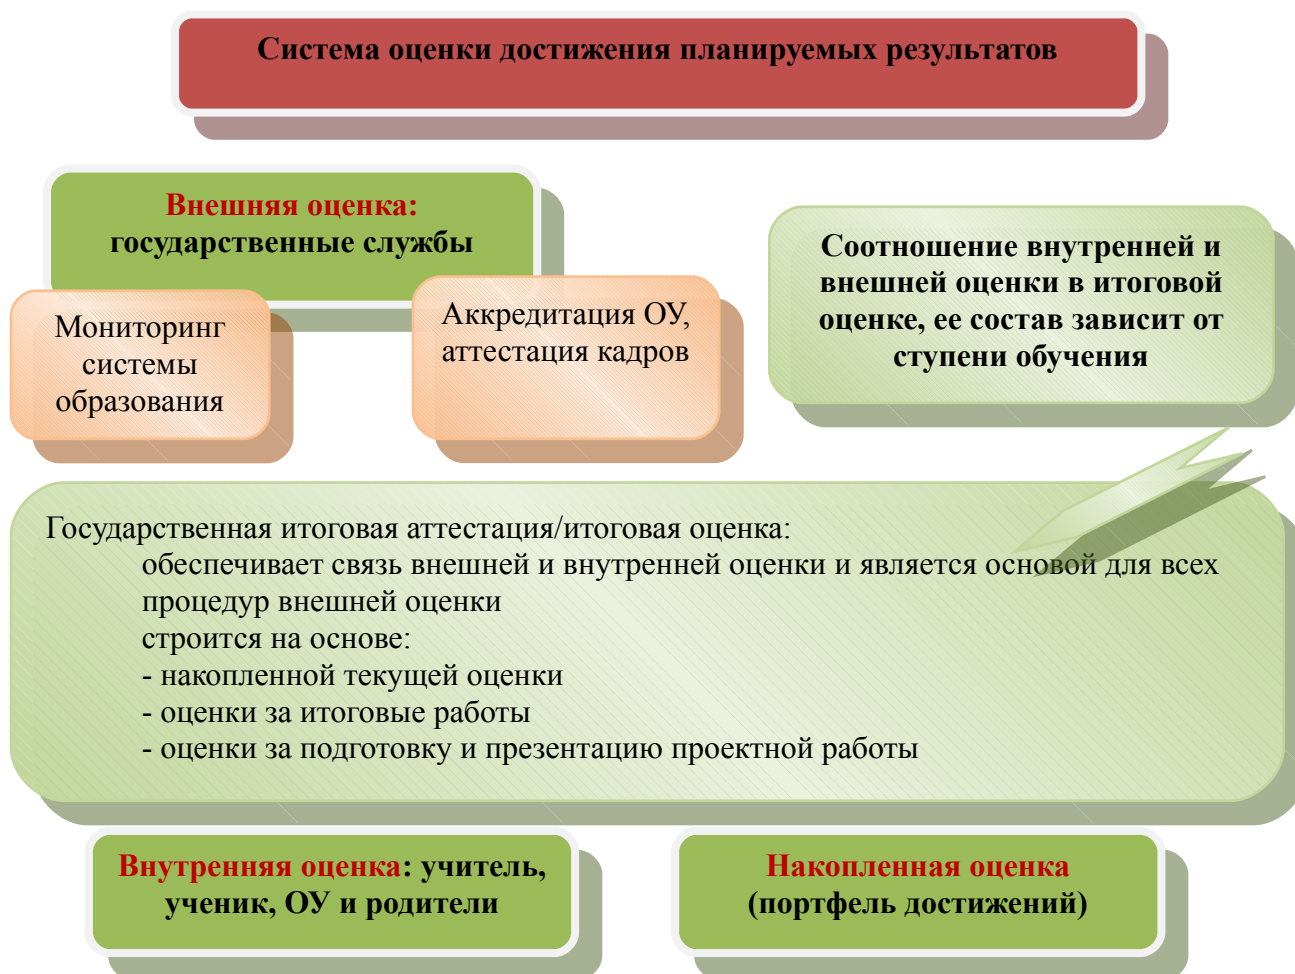 Система оценки достижения планируемых результатов
Внешняя оценка:
государственные службы
Мониторинг
системы
образования
Аккредитация ОУ,
аттестация кадров
Соотношение внутренней и
внешней оценки в итоговой
оценке, ее состав зависит от
ступени обучения
Государственная итоговая аттестация/итоговая оценка:
обеспечивает связь внешней и внутренней оценки и является основой для всех
процедур внешней оценки
строится на основе:
- накопленной текущей оценки
- оценки за итоговые работы
- оценки за подготовку и презентацию проектной работы
Внутренняя оценка: учитель,
ученик, ОУ и родители
Накопленная оценка
(портфель достижений)